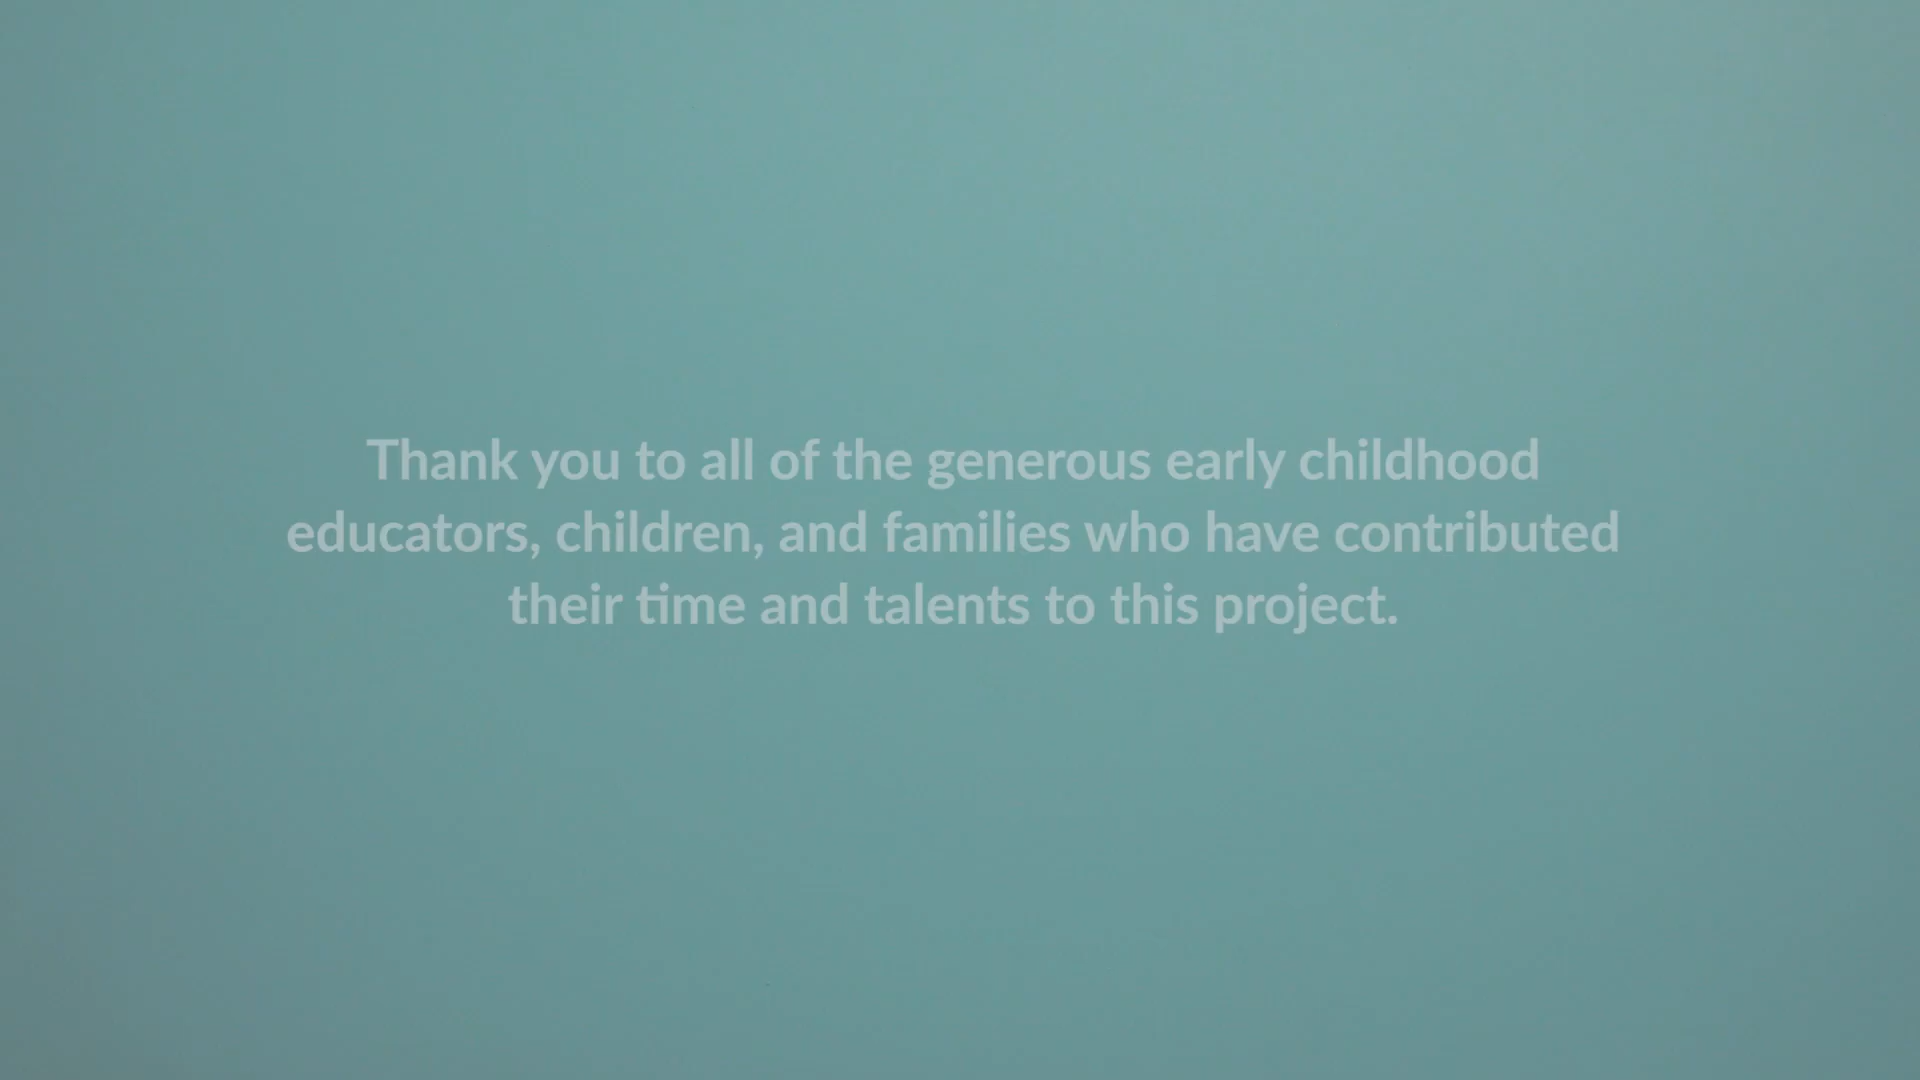 Thank you to all of the generous early childhood
educators, children, and families who have contributed
their time and talents to this project.